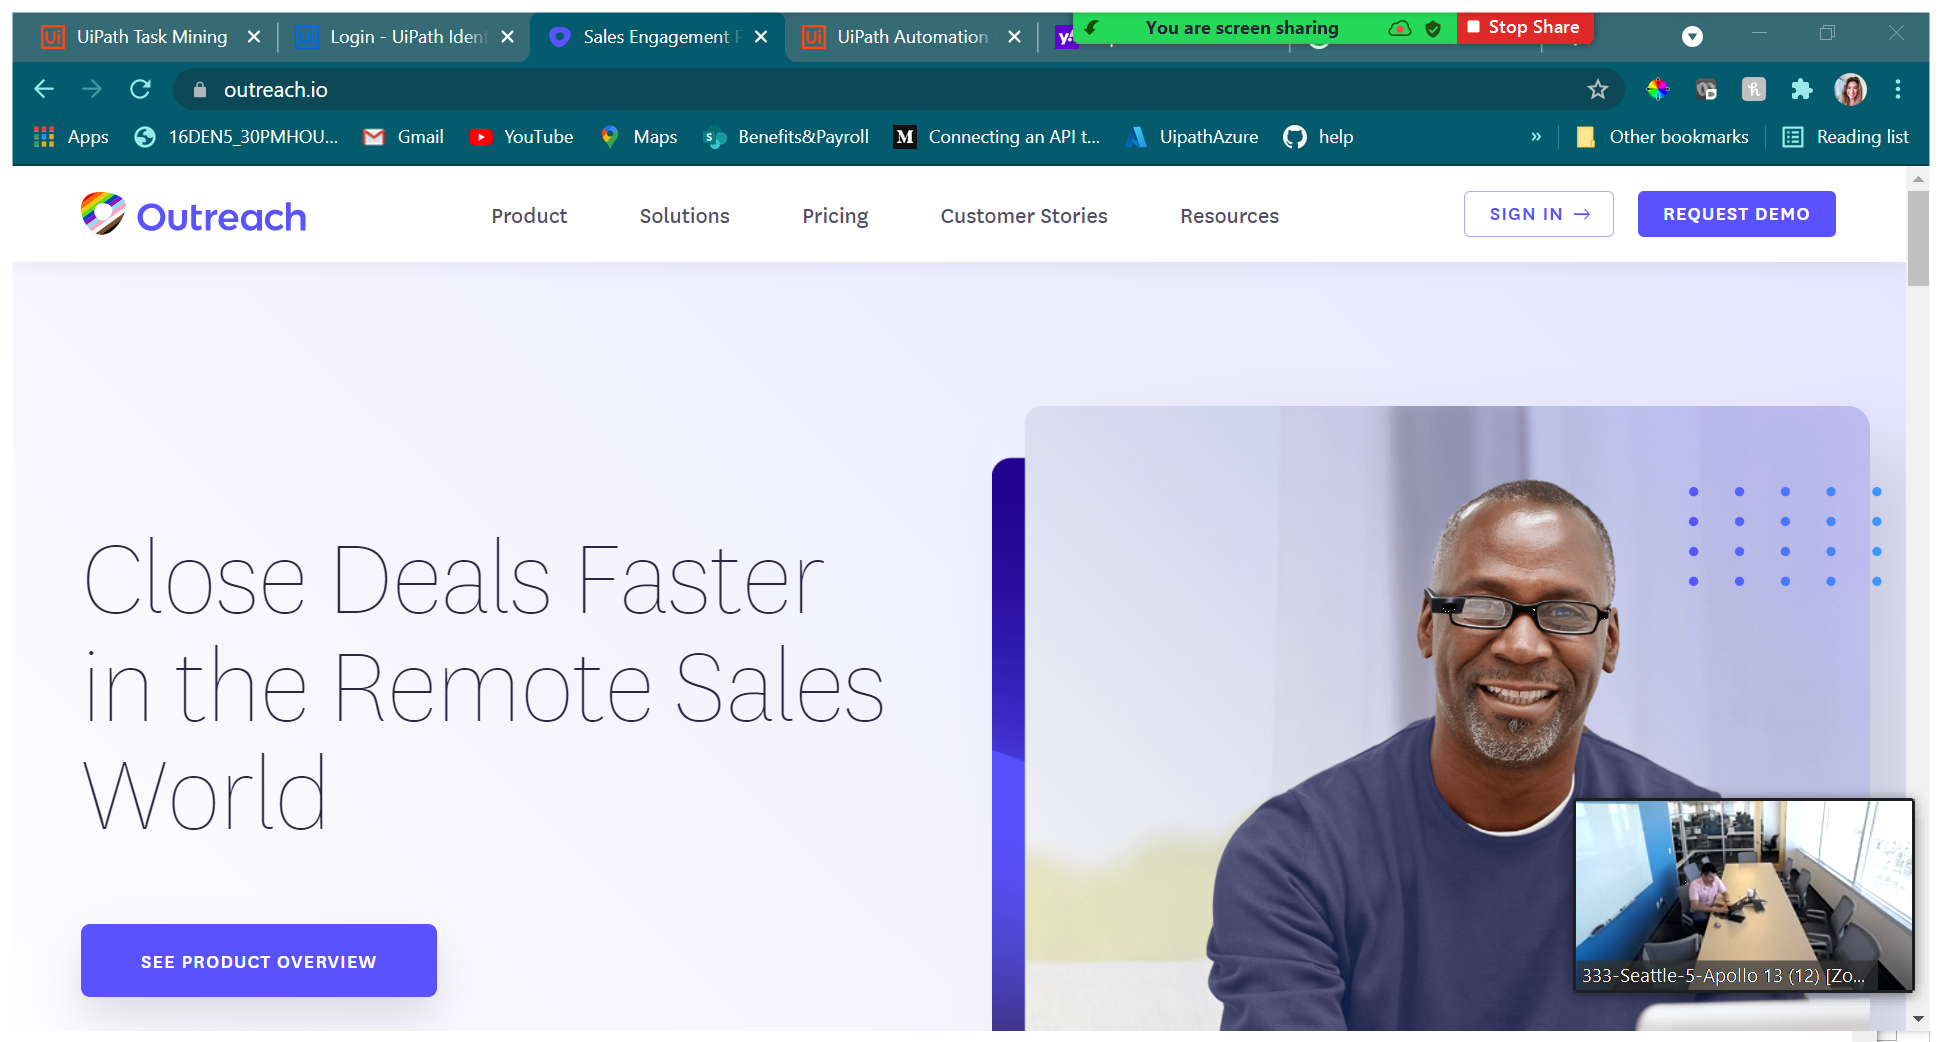 UiPath Task Mining
Login - UiPath Iden
Sales Engagement
UiPath Automation
You are screen sharing
Stop Share
outreach.io
Apps
16DEN5_30PMHOU...
Gmail
YouTube
Maps
Benefits&Payroll
Connecting an API t...
UipathAzure
help
»
Other bookmarks
Reading list
Outreach
Product
Solutions
Pricing
Customer Stories
Resources
SIGN IN →
REQUEST DEMO
Close Deals Faster
in the Remote Sales
World
SEE PRODUCT OVERVIEW
333-Seattle-5-Apollo 13 (12) [Zo...